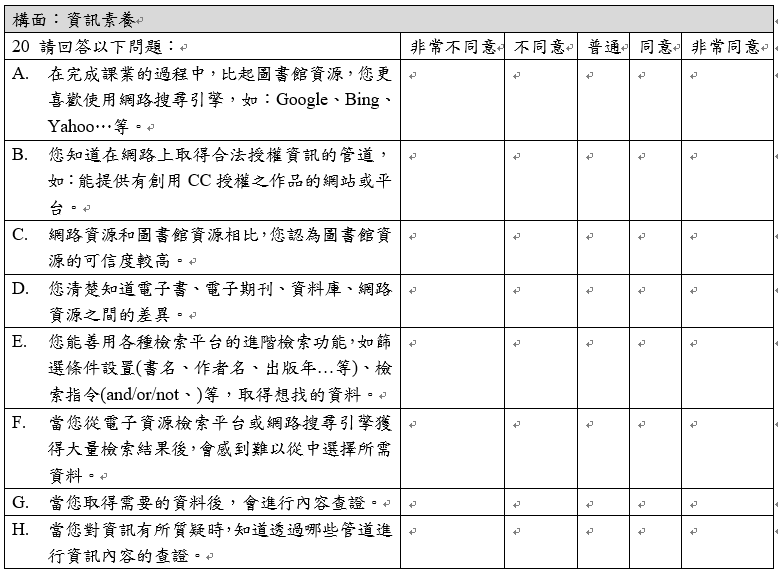 構面：資訊素養
20 請回答以下問題： 非常不同意 不同意 普通 同意 非常同意
A. 在完成課業的過程中，比起圖書館資源，您更
喜歡使用網路搜尋引擎，如：Google、Bing、
Yahoo…等。
B. 您知道在網路上取得合法授權資訊的管道，
如：能提供有創用 CC 授權之作品的網站或平
台。
C. 網路資源和圖書館資源相比，您認為圖書館資
源的可信度較高。
D. 您清楚知道電子書、電子期刊、資料庫、網路
資源之間的差異。
E. 您能善用各種檢索平台的進階檢索功能，如篩
選條件設置(書名、作者名、出版年…等)、檢
索指令(and/or/not、)等，取得想找的資料。
F. 當您從電子資源檢索平台或網路搜尋引擎獲
得大量檢索結果後，會感到難以從中選擇所需
資料。
G. 當您取得需要的資料後，會進行內容查證。
H. 當您對資訊有所質疑時，知道透過哪些管道進
行資訊內容的查證。